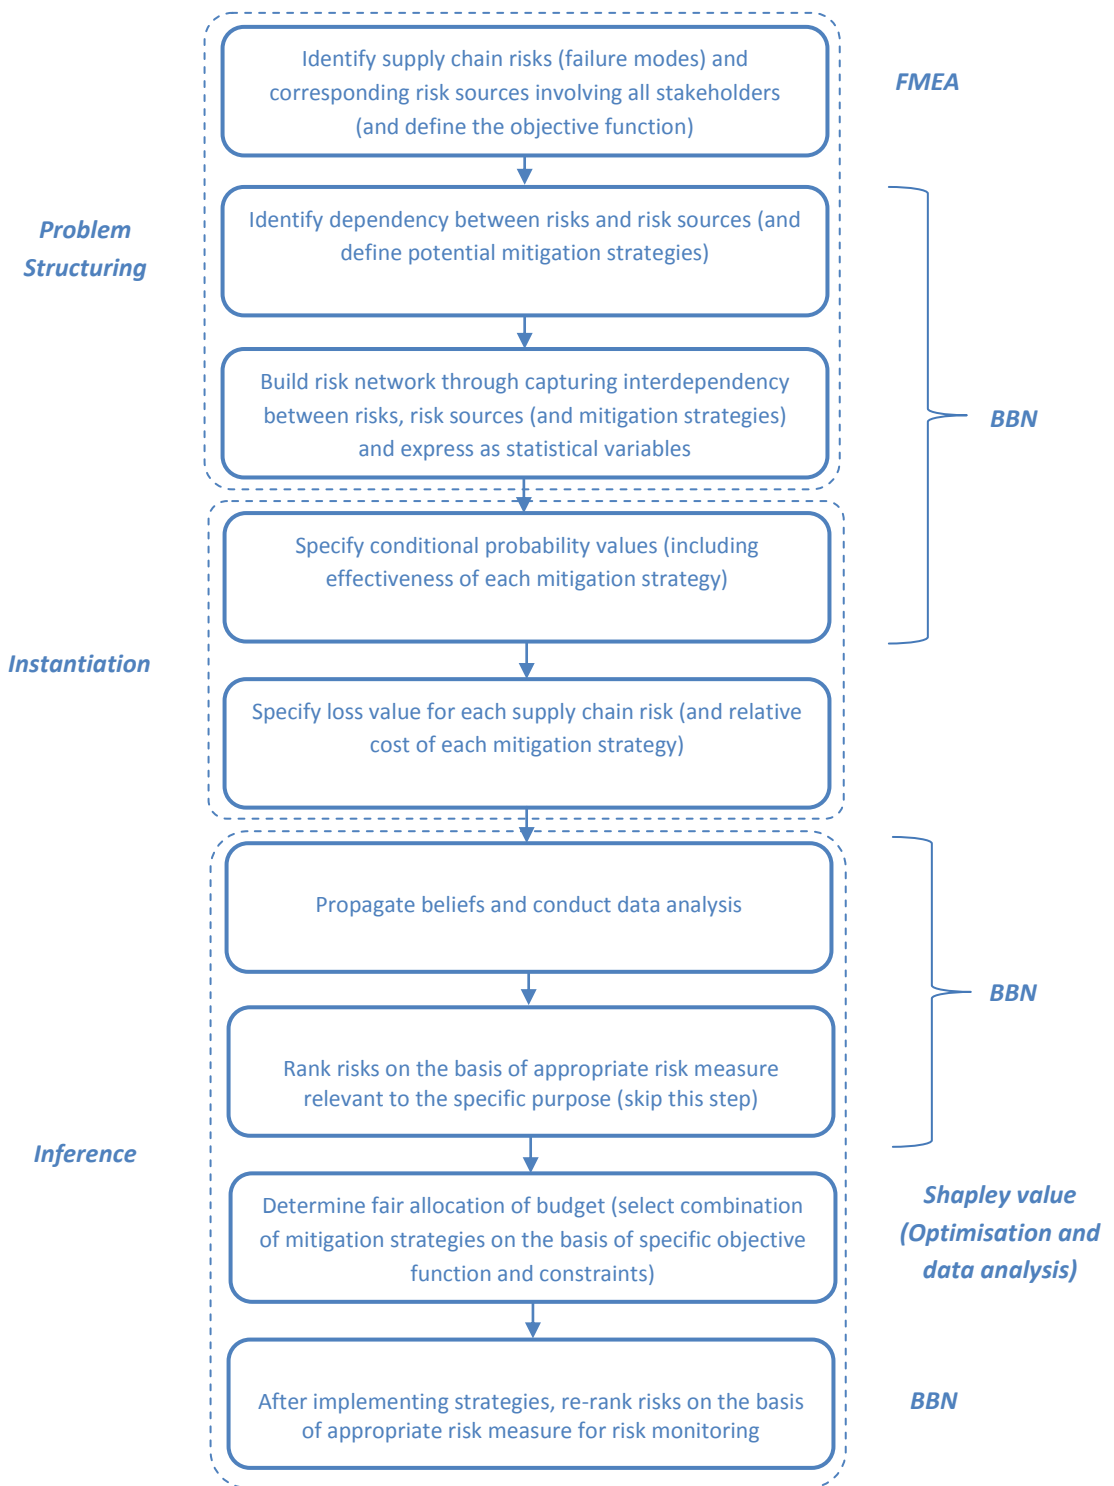 Identify supply chain risks (failure modes) and
corresponding risk sources involving all stakeholders
(and define the objective function)
FMEA
Identify dependency between risks and risk sources (and
define potential mitigation strategies)
Problem
Structuring
Build risk network through capturing interdependency
between risks, risk sources (and mitigation strategies)
and express as statistical variables
BBN
Specify conditional probability values (including
effectiveness of each mitigation strategy)
Instantiation
Specify loss value for each supply chain risk (and relative
cost of each mitigation strategy)
Propagate beliefs and conduct data analysis
BBN
Rank risks on the basis of appropriate risk measure
relevant to the specific purpose (skip this step)
Inference
Determine fair allocation of budget (select combination
of mitigation strategies on the basis of specific objective
function and constraints)
Shapley value
(Optimisation and
data analysis)
After implementing strategies, re-rank risks on the basis
of appropriate risk measure for risk monitoring
BBN